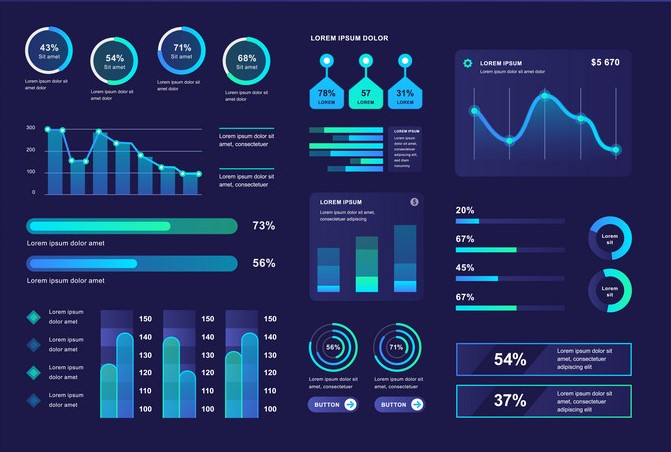 43%
Sit amet
Lorem ipsum dolor sit
amet dolor
54%
Sit amet
Lorem ipsum dolor sit
amet dolor
71%
Sit amet
Lorem ipsum dolor sit
amet dolor
68%
Sit amet
Lorem ipsum dolor sit
amet dolor
300
200
100
0
Lorem ipsum dolor sit
amet, consectetuer
Lorem ipsum dolor sit
amet, consectetuer
73%
Lorem ipsum dolor amet
56%
Lorem ipsum dolor amet
Lorem ipsum
dolor amet
Lorem ipsum
dolor amet
Lorem ipsum
dolor amet
Lorem ipsum
dolor amet
150
140
130
120
110
100
150
140
130
120
110
100
150
140
130
120
110
100
LOREM IPSUM DOLOR
78%
LOREM
57
LOREM
31%
LOREM
LOREM IPSUM
Lorem ipsum
dolor sit amet,
consectetuer
elit, sed diam
nonummy
LOREM IPSUM
$
Lorem ipsum dolor sit amet,
consectetuer adipiscing
56%
Lorem ipsum dolor sit
amet, consectetuer
BUTTON
71%
Lorem ipsum dolor sit
amet, consectetuer
BUTTON
LOREM IPSUM
Lorem ipsum dolor sit amet dolor
$5 670
20%
67%
45%
67%
Lorem
sit
Lorem
sit
54%
Lorem ipsum dolor
sit amet, consectetuer
adipiscing elit
37%
Lorem ipsum dolor
sit amet, consectetuer
adipiscing elit